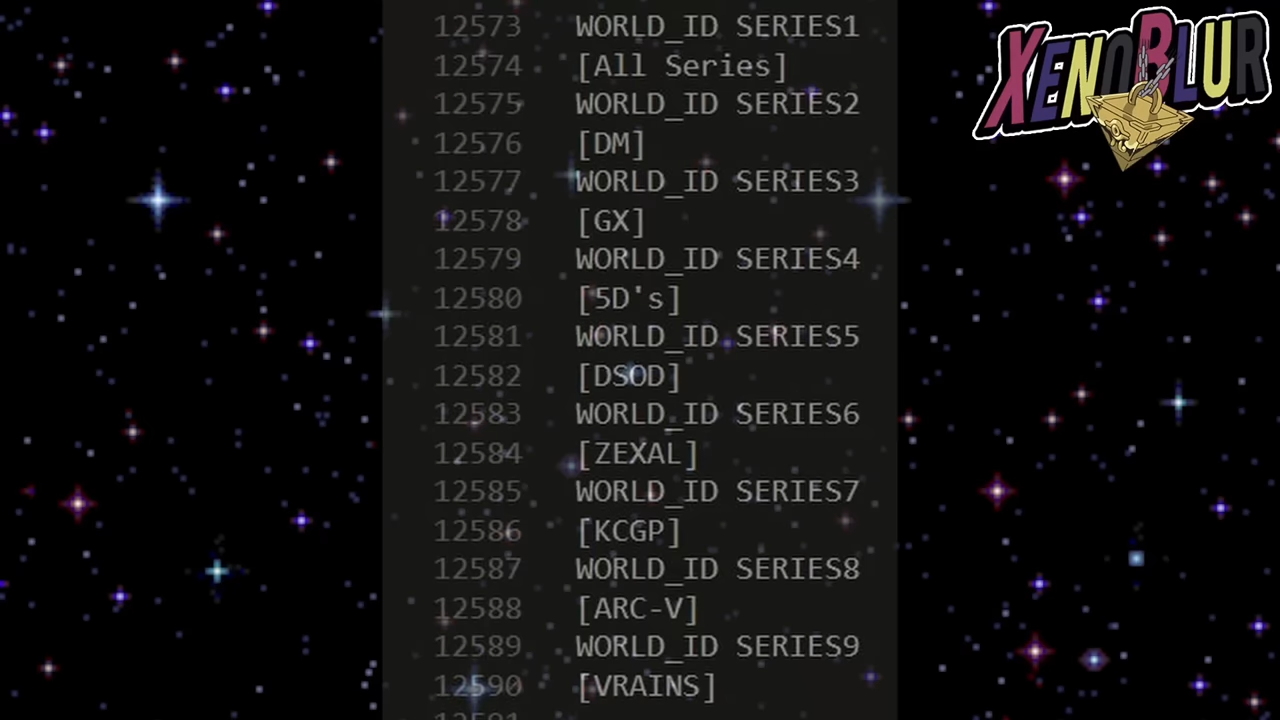 XENOBLUR
12573 WORLD_ID SERIES1
12574 [All Series]
12575 WORLD_ID SERIES2
12576 [DM]
12577 WORLD_ID SERIES3
12578 [GX]
12579 WORLD_ID SERIES4
12580 [5D's]
12581 WORLD_ID SERIES5
12582 [DSOD]
12583 WORLD_ID SERIES6
12584 [ZEXAL]
12585 WORLD_ID SERIES7
12586 [KCGP]
12587 WORLD_ID SERIES8
12588 [ARC-V]
12589 WORLD_ID SERIES9
12590 [VRAINS]